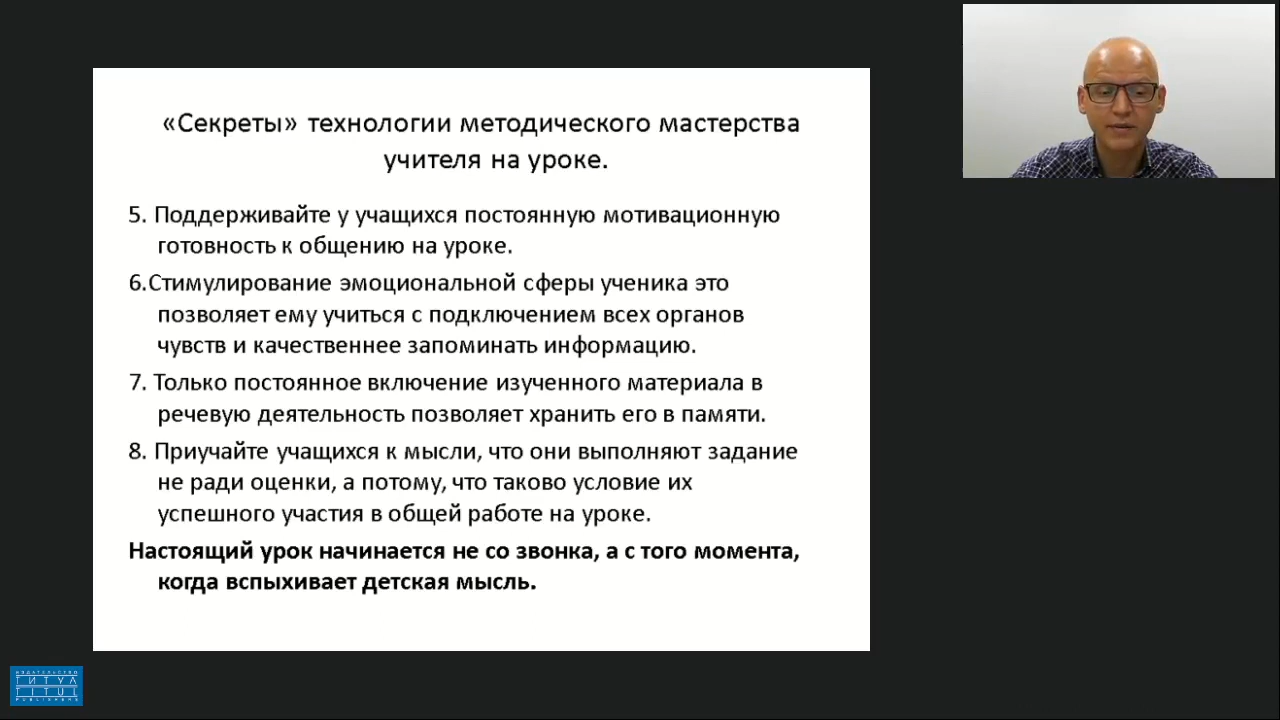 «Секреты» технологии методического мастерства
учителя на уроке.
5. Поддерживайте у учащихся постоянную мотивационную
готовность к общению на уроке.
6.Стимулирование эмоциональной сферы ученика это
позволяет ему учиться с подключением всех органов
чувств и качественнее запоминать информацию.
7. Только постоянное включение изученного материала в
речевую деятельность позволяет хранить его в памяти.
8. Приучайте учащихся к мысли, что они выполняют задание
не ради оценки, а потому, что таково условие их
успешного участия в общей работе на уроке.
Настоящий урок начинается не со звонка, а с того момента,
когда вспыхивает детская мысль.
ИЗДАТЕЛЬСТВО
ТИТУЛ
TITUL
PUBLISHERS